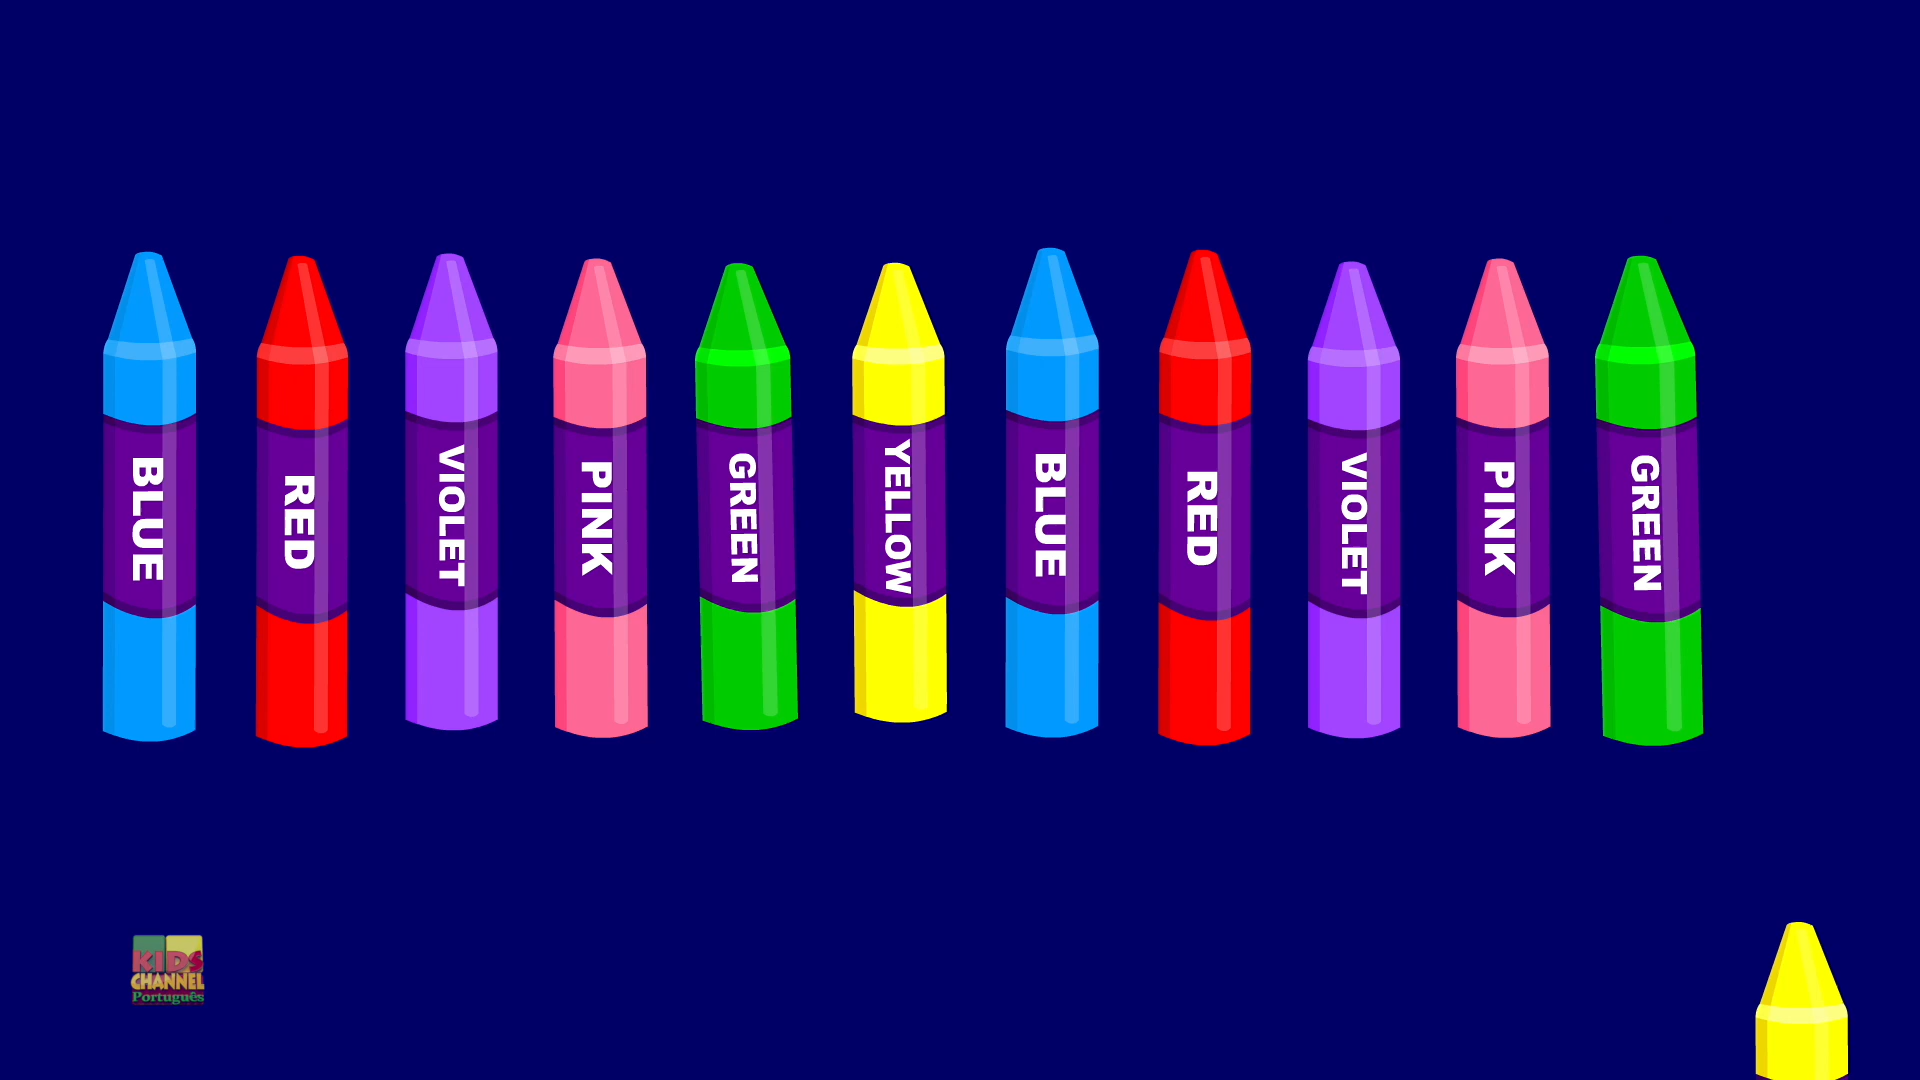 BLUE
RED
VIOLET
PINK
GREEN
YELLOW
BLUE
RED
VIOLET
PINK
GREEN
KIDS
CHANNEL
Português